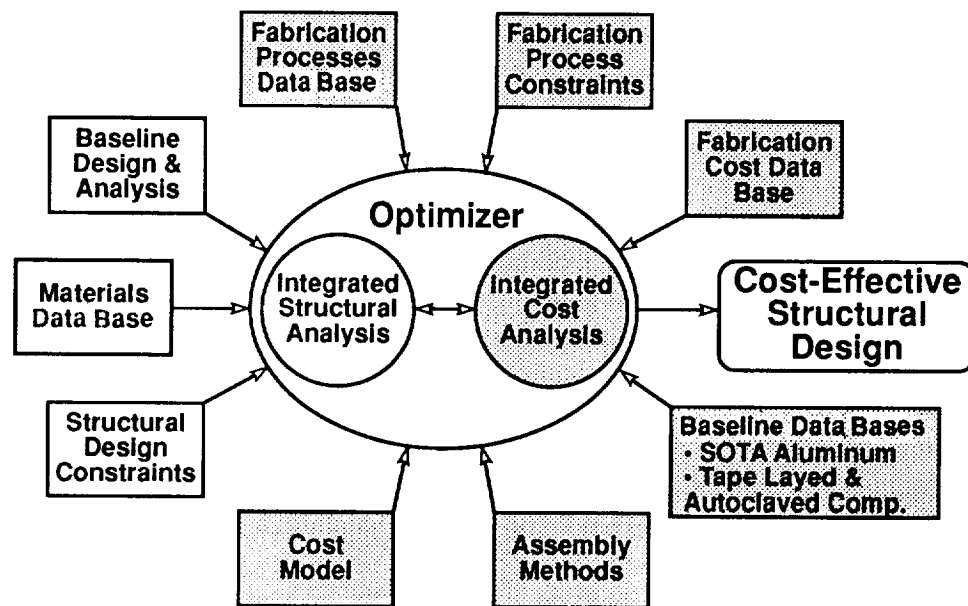 Fabrication
Processes
Data Base
Fabrication
Process
Constraints
Baseline
Design &
Analysis
Fabrication
Cost Data
Base
Optimizer
Materials
Data Base
Integrated
Structural
Analysis
Integrated
Cost
Analysis
Cost-Effective
Structural
Design
Structural
Design
Constraints
Baseline Data Bases
• SOTA Aluminum
• Tape Layed &
Autoclaved Comp.
Cost
Model
Assembly
Methods